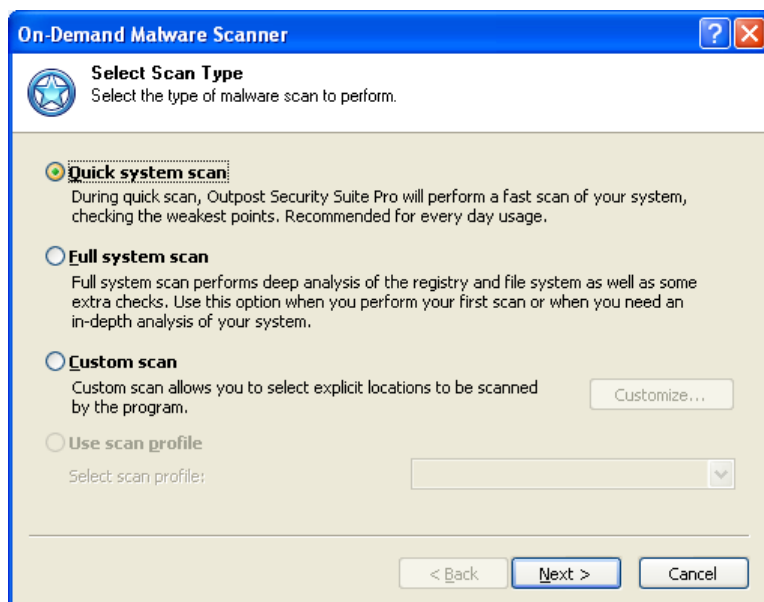 On-Demand Malware Scanner
Select Scan Type
Select the type of malware scan to perform.
Quick system scan
During quick scan, Outpost Security Suite Pro will perform a fast scan of your system,
checking the weakest points. Recommended for every day usage.
Full system scan
Full system scan performs deep analysis of the registry and file system as well as some
extra checks. Use this option when you perform your first scan or when you need an
in-depth analysis of your system.
Custom scan
Custom scan allows you to select explicit locations to be scanned
by the program.
Customize...
Use scan profile
Select scan profile:
< Back
Next >
Cancel